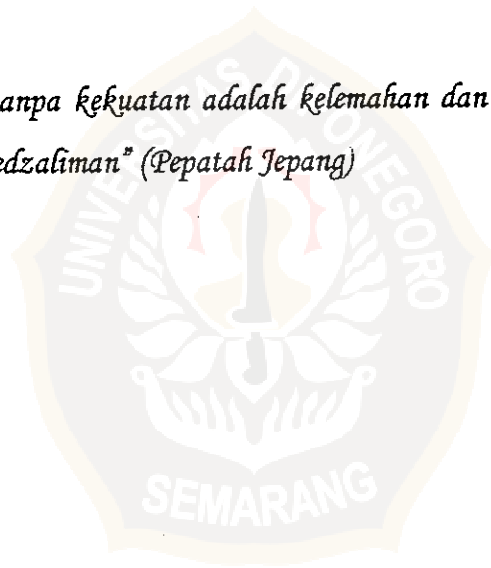 anpa kekuatan adalah kelemahan dan
edzaliman" (Pepatah Jepang)
UNIVERSITAS DIPONEGORO
SEMARANG